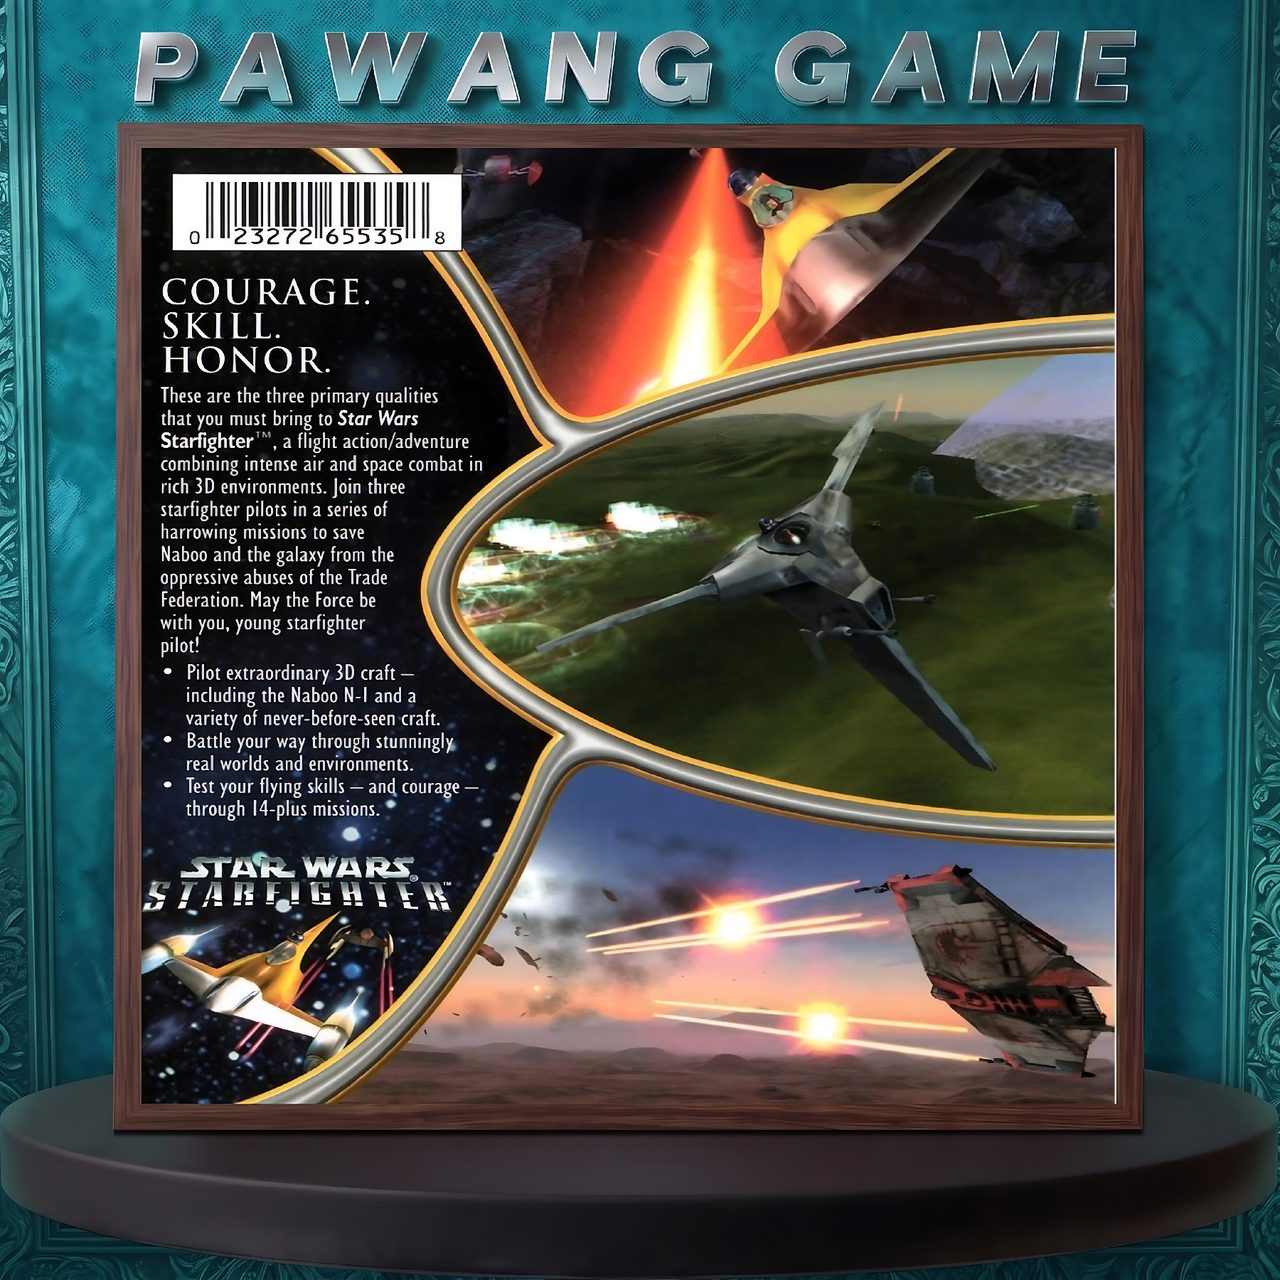 PAWANG GAME
0 23272 65535 8
COURAGE.
SKILL.
HONOR.
These are the three primary qualities
that you must bring to Star Wars
Starfighter™, a flight action/adventure
combining intense air and space combat in
rich 3D environments. Join three
starfighter pilots in a series of
harrowing missions to save
Naboo and the galaxy from the
oppressive abuses of the Trade
Federation. May the Force be
with you, young starfighter
pilot!
• Pilot extraordinary 3D craft —
including the Naboo N-1 and a
variety of never-before-seen craft.
• Battle your way through stunningly
real worlds and environments.
• Test your flying skills — and courage —
through 14-plus missions.
STAR WARS®
STARFIGHTER™